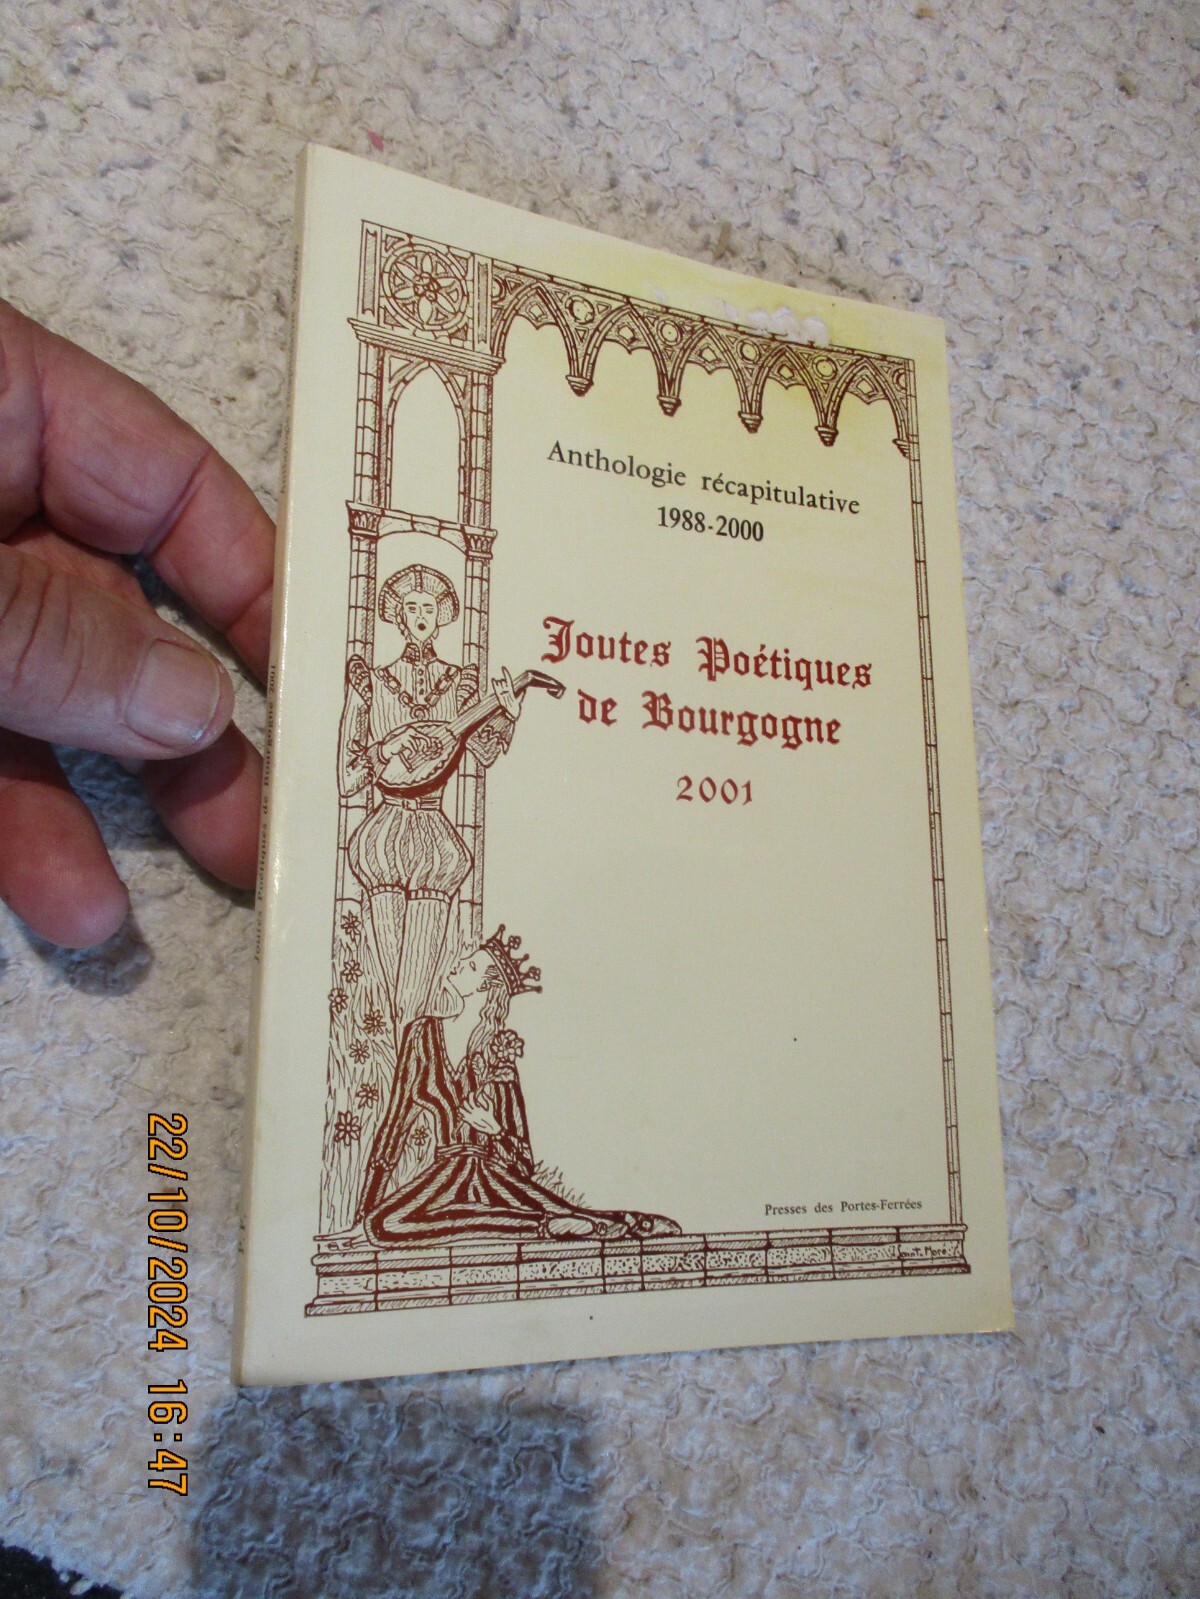 Anthologie récapitulative
1988-2000
Joutes Poétiques
de Bourgogne
2001
Presses des Portes-Ferrées
Joutes Poétiques de Bourgogne 2001
22/10/2024 16:47